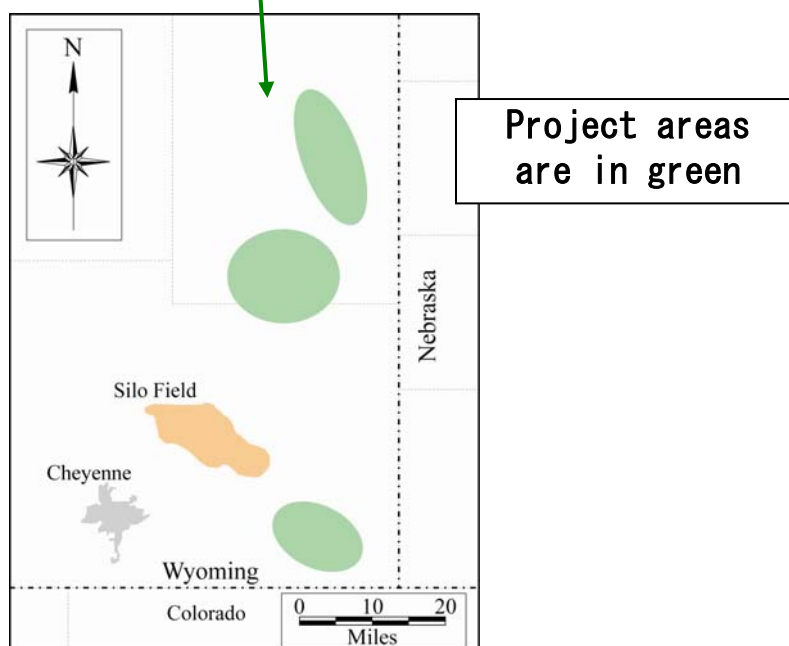 N
Project areas
are in green
Nebraska
Silo Field
Cheyenne
Wyoming
Colorado
0 10 20
Miles